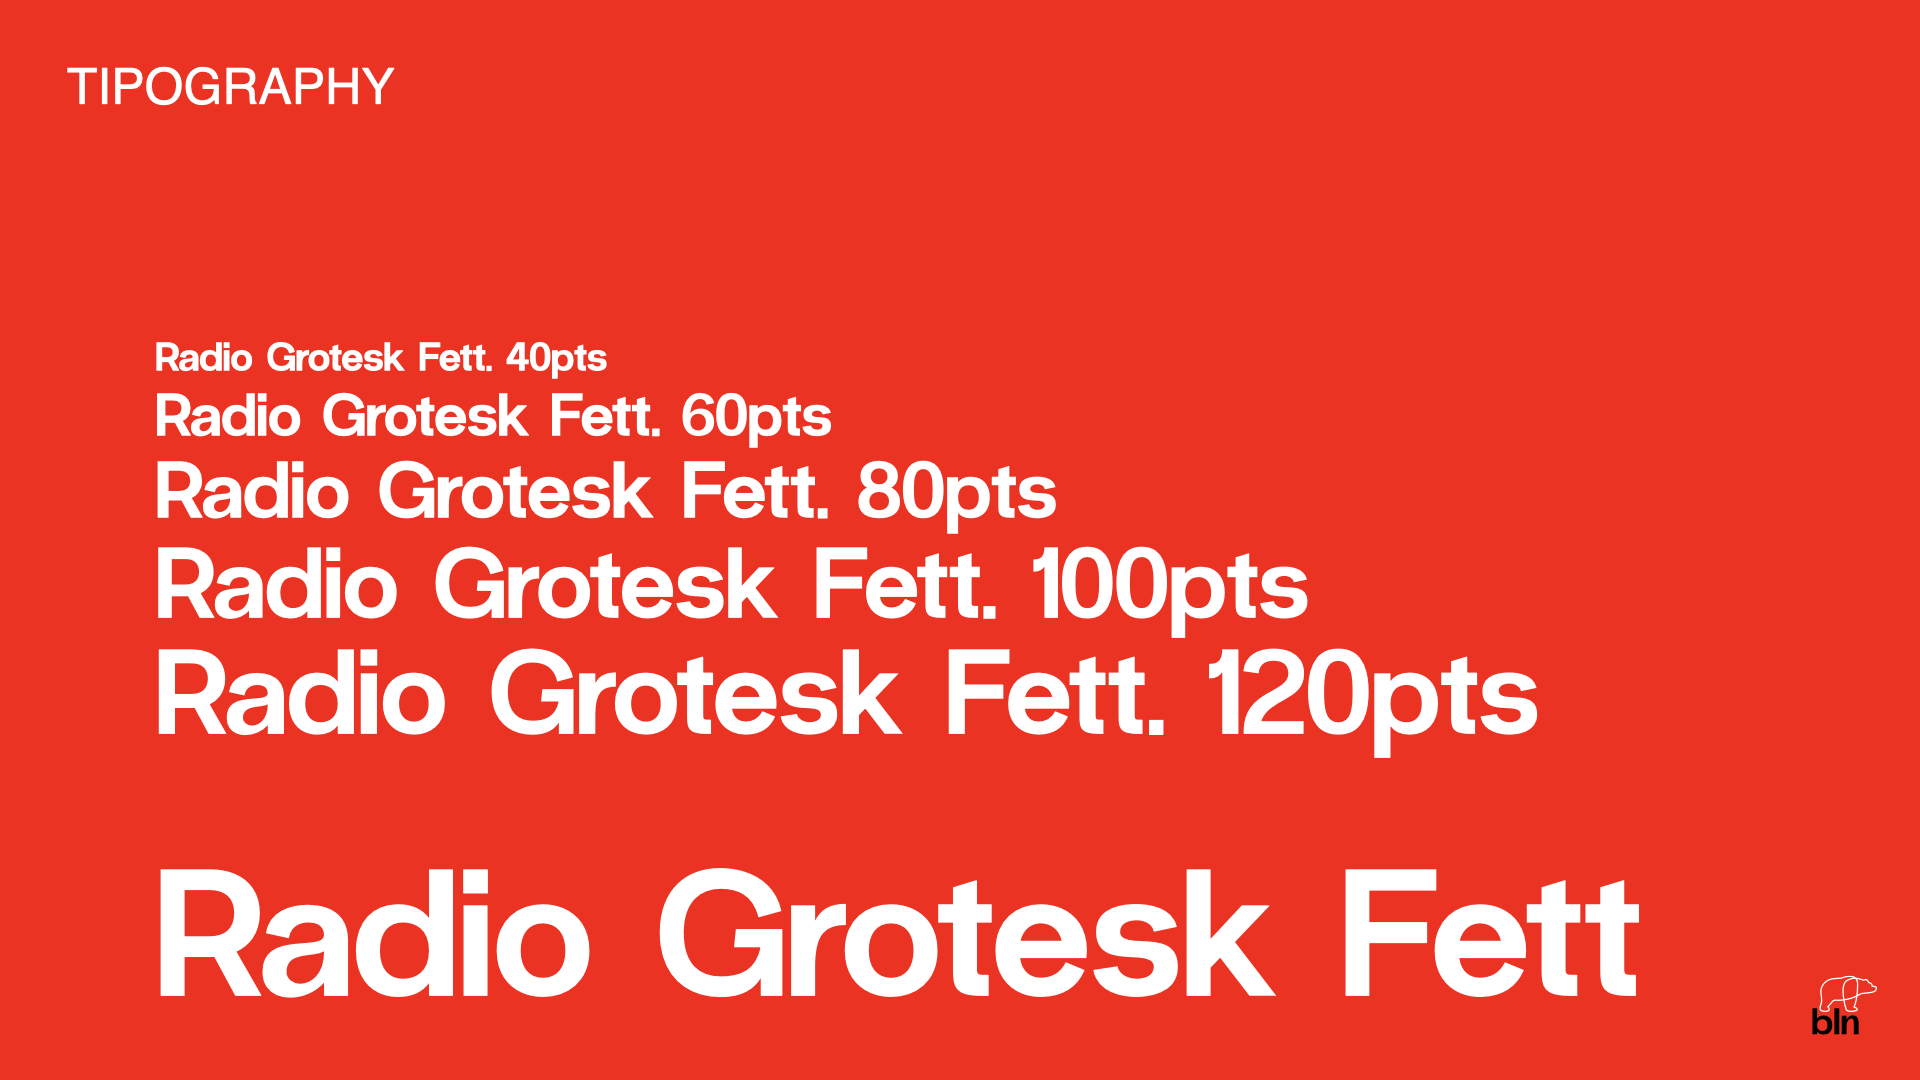 TIPOGRAPHY
Radio Grotesk Fett. 40pts
Radio Grotesk Fett. 60pts
Radio Grotesk Fett. 80pts
Radio Grotesk Fett. 100pts
Radio Grotesk Fett. 120pts
Radio Grotesk Fett
bln